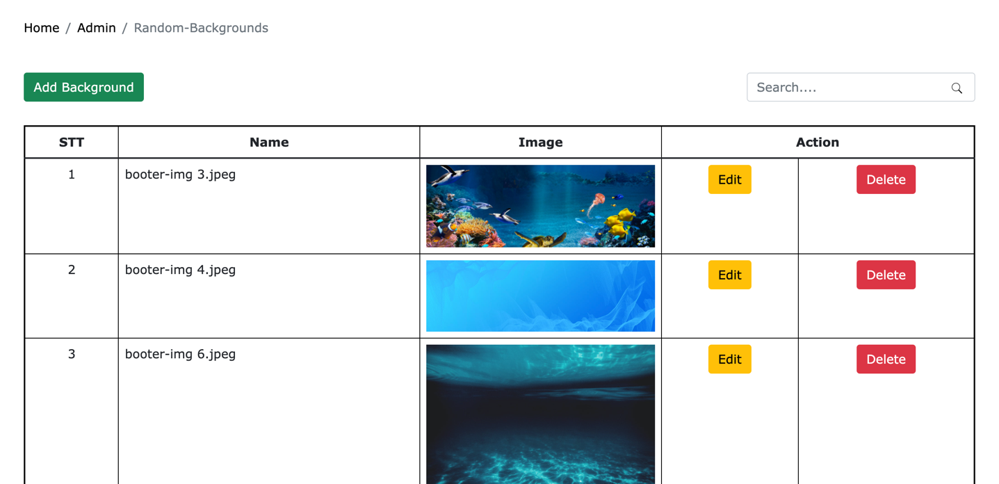 Home / Admin / Random-Backgrounds
Add Background
Search....
STT Name Image Action
1 booter-img 3.jpeg Edit Delete
2 booter-img 4.jpeg Edit Delete
3 booter-img 6.jpeg Edit Delete